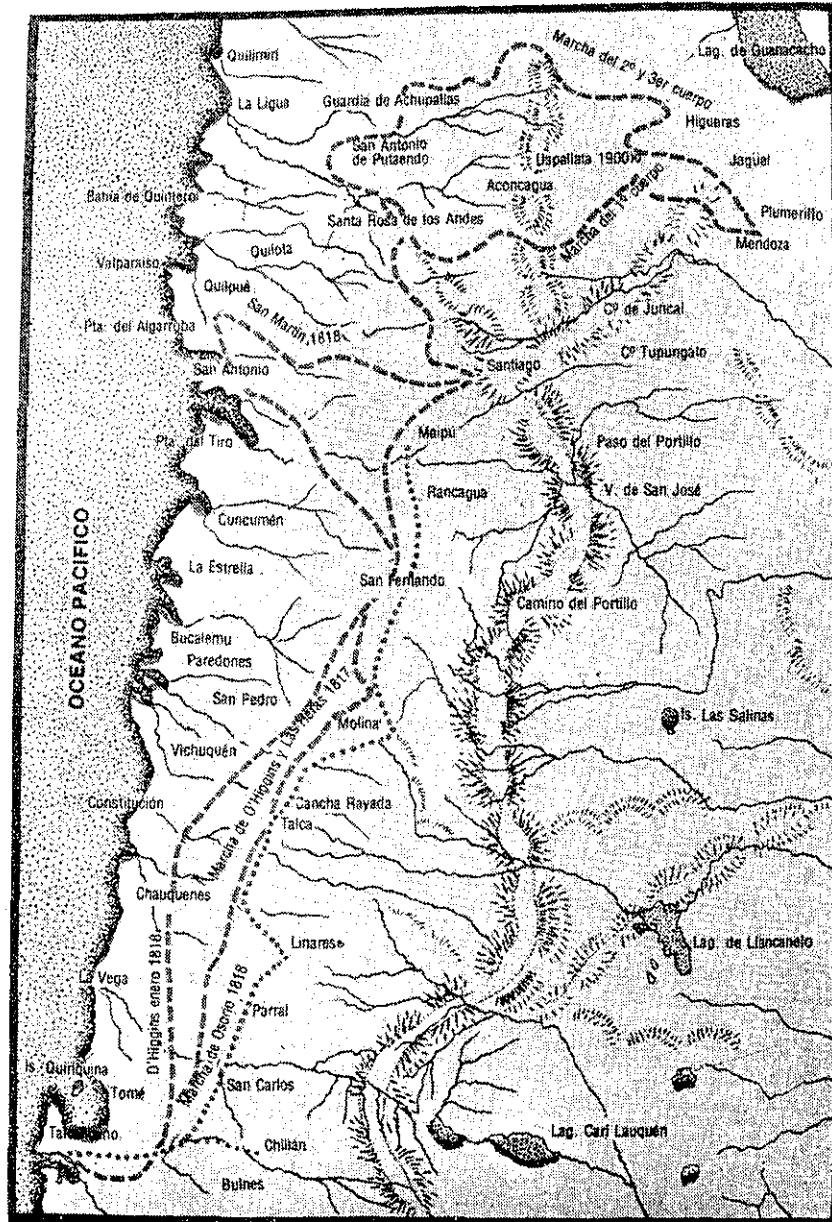 Quilimrí
La Ligua
Guardia de Achupallas
Marcha del 2º y 3er cuerpo
Lag. de Guanacacho
Higueras
San Antonio
de Putaendo
Uspallata 1900
Jagüel
Aconcagua
Bahía de Quintero
Santa Rosa de los Andes
Marcha del 1er cuerpo
Plumerillo
Mendoza
Quilota
Valparaíso
Quilpué
San Martín, 1818
Cº de Juncal
Pta. del Algarrobo
Santiago
Cº Tupungato
San Antonio
Maipú
Pta. del Tiro
Paso del Portillo
Rancagua
V. de San José
Cuncumén
OCEANO PACIFICO
La Estrella
San Fernando
Camino del Portillo
Bucalemu
Paredones
San Pedro
Molina
Is. Las Salinas
Vichuquén
Marcha de O'Higgins y Las Heras 1817
Constitución
Cancha Rayada
Talca
Chauquenes
Linares
Lag. de Llancanelo
La Vega
O'Higgins enero 1818
Marcha de Osorio 1818
Parral
Is. Quiriquina
Tomé
San Carlos
Talcahuano
Chillán
Lag. Cari Lauquén
Bulnes